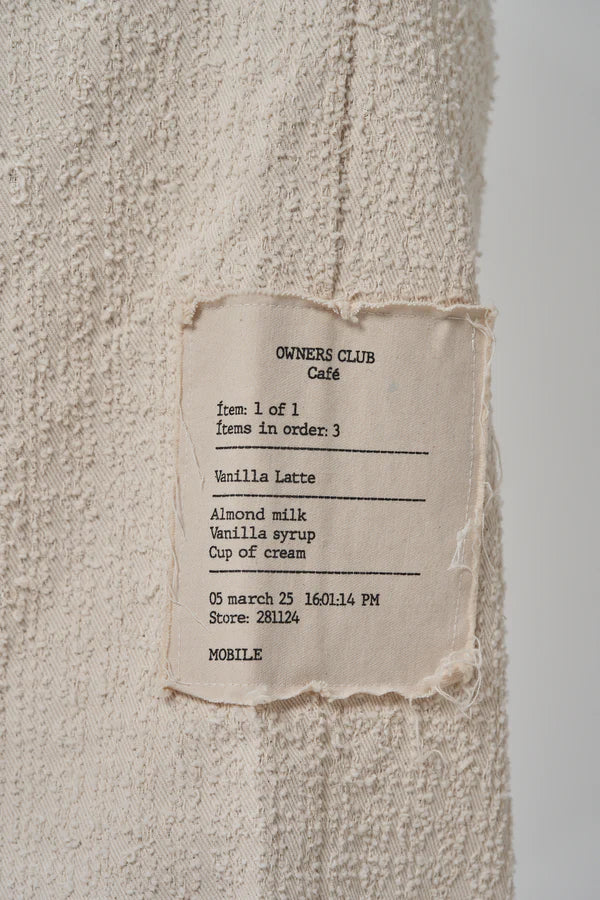 OWNERS CLUB
Café
Ítem: 1 of 1
Ítems in order: 3
Vanilla Latte
Almond milk
Vanilla syrup
Cup of cream
05 march 25 16:01:14 PM
Store: 281124
MOBILE